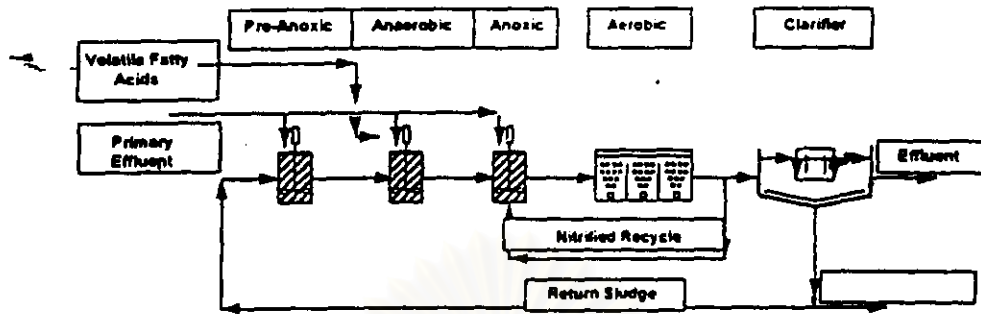 Pre-Anoxic Anaerobic Anoxic Aerobic Clarifier
Volatile Fatty
Acids
Primary
Effluent
Effluent
Nitrified Recycle
Return Sludge